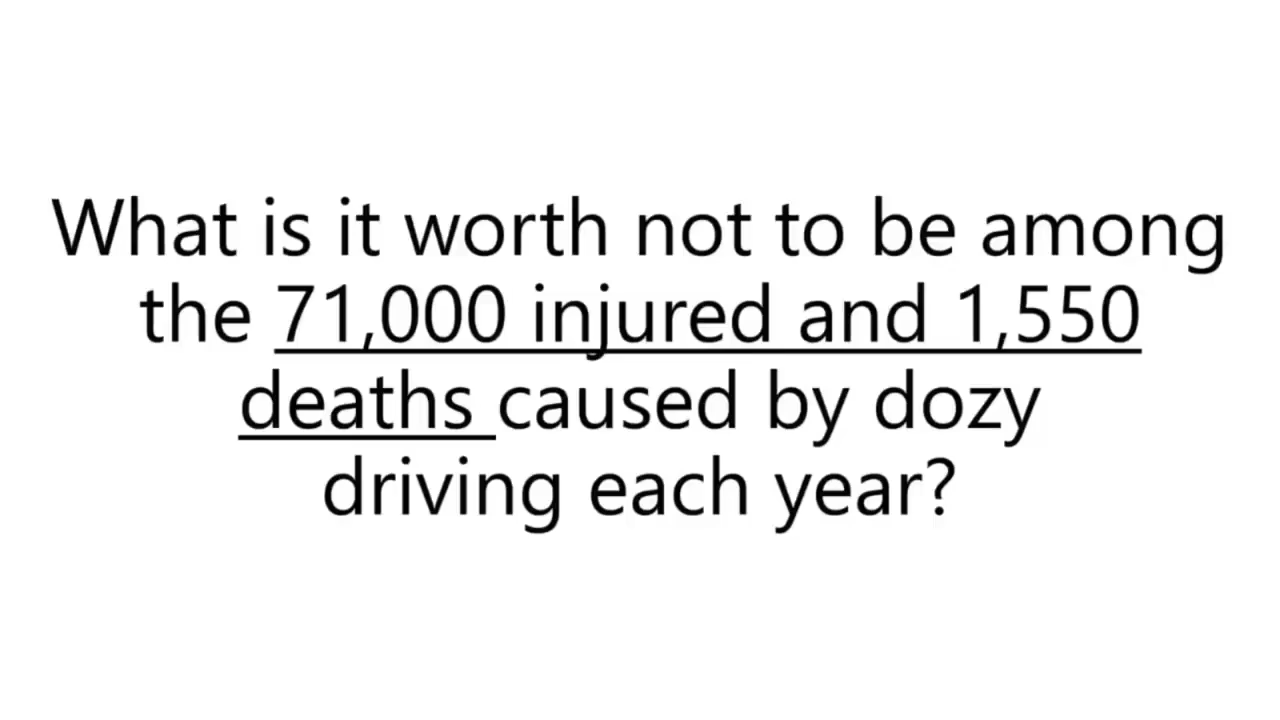 What is it worth not to be among
the 71,000 injured and 1,550
deaths caused by dozy
driving each year?